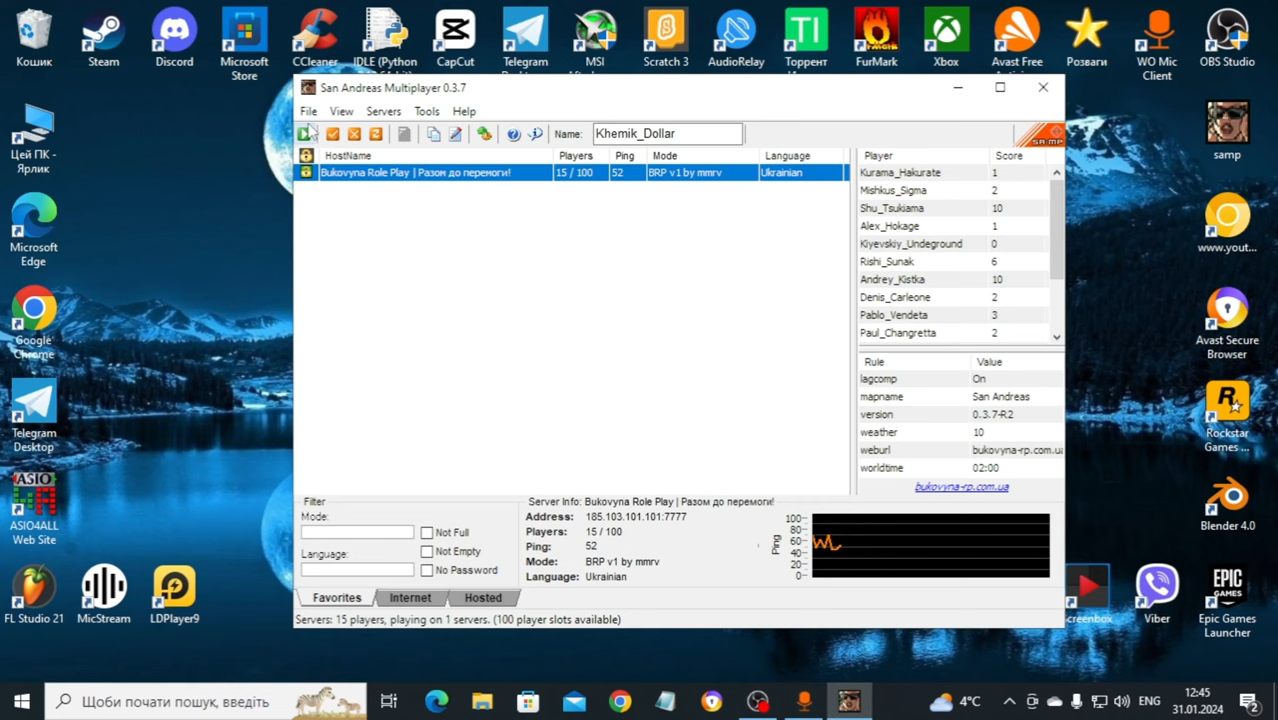 Кошик
Steam
Discord
Microsoft
Store
CCleaner
IDLE (Python
CapCut
Telegram
MSI
Scratch 3
AudioRelay
TI
Торрент
FurMark
Xbox
Avast Free
Розваги
WO Mic
Client
OBS Studio
Цей ПК -
Ярлик
Microsoft
Edge
Google
Chrome
Telegram
Desktop
ASIO
4ALL
ASIO4ALL
Web Site
FL Studio 21
MicStream
LDPlayer9
San Andreas Multiplayer 0.3.7
File View Servers Tools Help
Name: Khemik_Dollar
SA-MP
HostName Players Ping Mode Language
Bukovyna Role Play | Разом до перемоги! 15 / 100 52 BRP v1 by mmrv Ukrainian
Player Score
Kurama_Hakurate 1
Mishkus_Sigma 2
Shu_Tsukiama 10
Alex_Hokage 1
Kiyevskiy_Undeground 0
Rishi_Sunak 6
Andrey_Kistka 10
Denis_Carleone 2
Pablo_Vendeta 3
Paul_Changretta 2
Rule Value
lagcomp On
mapname San Andreas
version 0.3.7-R2
weather 10
weburl bukovyna-rp.com.ua
worldtime 02:00
bukovyna-rp.com.ua
Filter
Mode:
Not Full
Language:
Not Empty
No Password
Server Info: Bukovyna Role Play | Разом до перемоги!
Address: 185.103.101.101:7777
Players: 15 / 100
Ping: 52
Mode: BRP v1 by mmrv
Language: Ukrainian
Ping
100
80
60
40
20
0
Favorites Internet Hosted
Servers: 15 players, playing on 1 servers. (100 player slots available)
samp
www.yout...
Avast Secure
Browser
R
Rockstar
Games ...
Blender 4.0
Screenbox
Viber
EPIC
GAMES
Epic Games
Launcher
Щоби почати пошук, введіть
4°C
ENG
12:45
31.01.2024
2